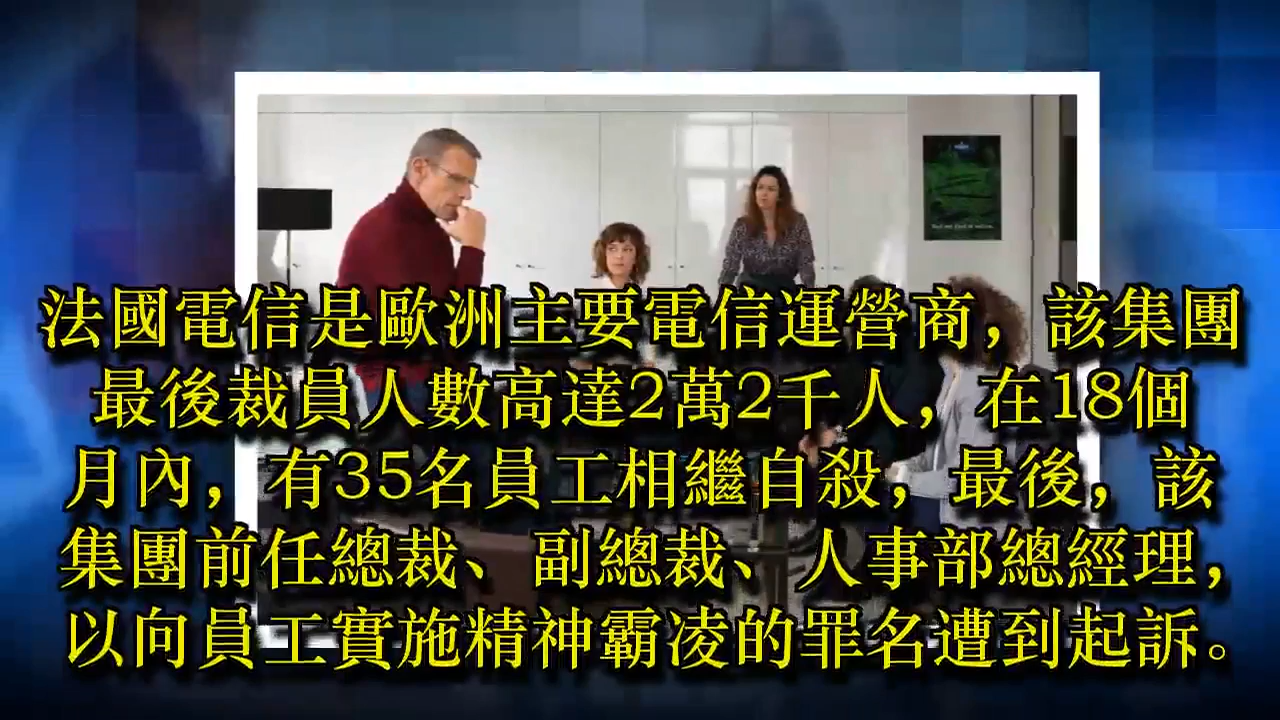 法國電信是歐洲主要電信運營商，該集團
最後裁員人數高達2萬2千人，在18個
月內，有35名員工相繼自殺，最後，該
集團前任總裁、副總裁、人事部總經理，
以向員工實施精神霸凌的罪名遭到起訴。